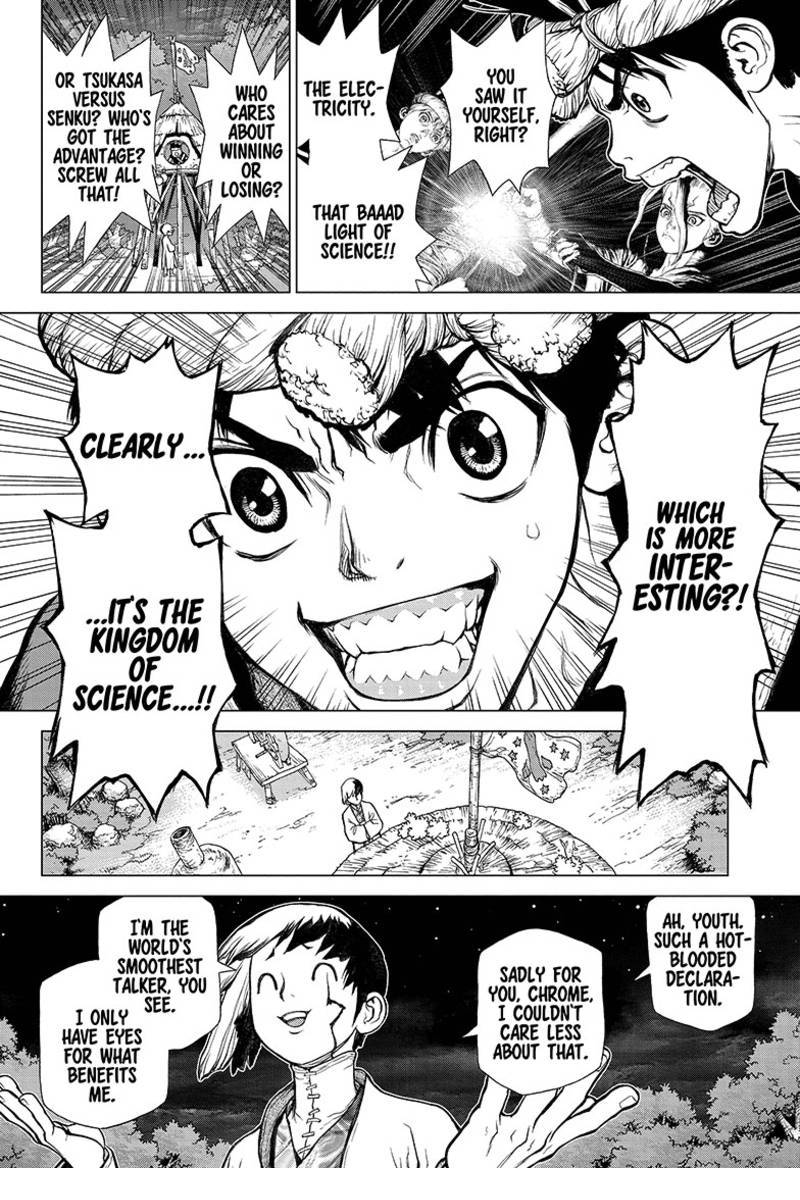 YOU
SAW IT
YOURSELF,
RIGHT?
THE ELEC-
TRICITY.
THAT BAAAD
LIGHT OF
SCIENCE!!
WHO
CARES
ABOUT
WINNING
OR
LOSING?
OR TSUKASA
VERSUS
SENKU? WHO'S
GOT THE
ADVANTAGE?
SCREW ALL
THAT!
WHICH
IS MORE
INTER-
ESTING?!
CLEARLY...
...IT'S THE
KINGDOM
OF
SCIENCE...!!
AH, YOUTH.
SUCH A HOT-
BLOODED
DECLARA-
TION.
SADLY FOR
YOU, CHROME,
I COULDN'T
CARE LESS
ABOUT THAT.
I'M THE
WORLD'S
SMOOTHEST
TALKER, YOU
SEE.
I ONLY
HAVE EYES
FOR WHAT
BENEFITS
ME.